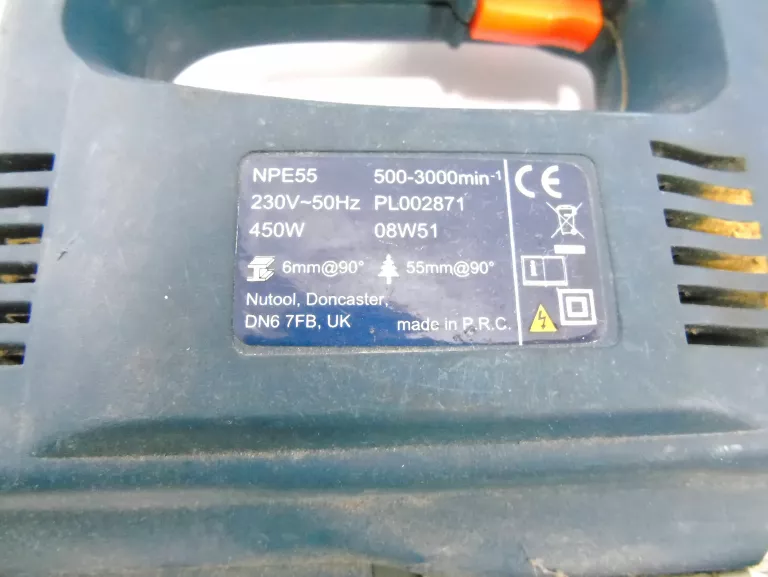 NPE55 500-3000min⁻¹
230V~50Hz PL002871
450W 08W51
6mm@90° 55mm@90°
Nutool, Doncaster,
DN6 7FB, UK made in P.R.C.
CE